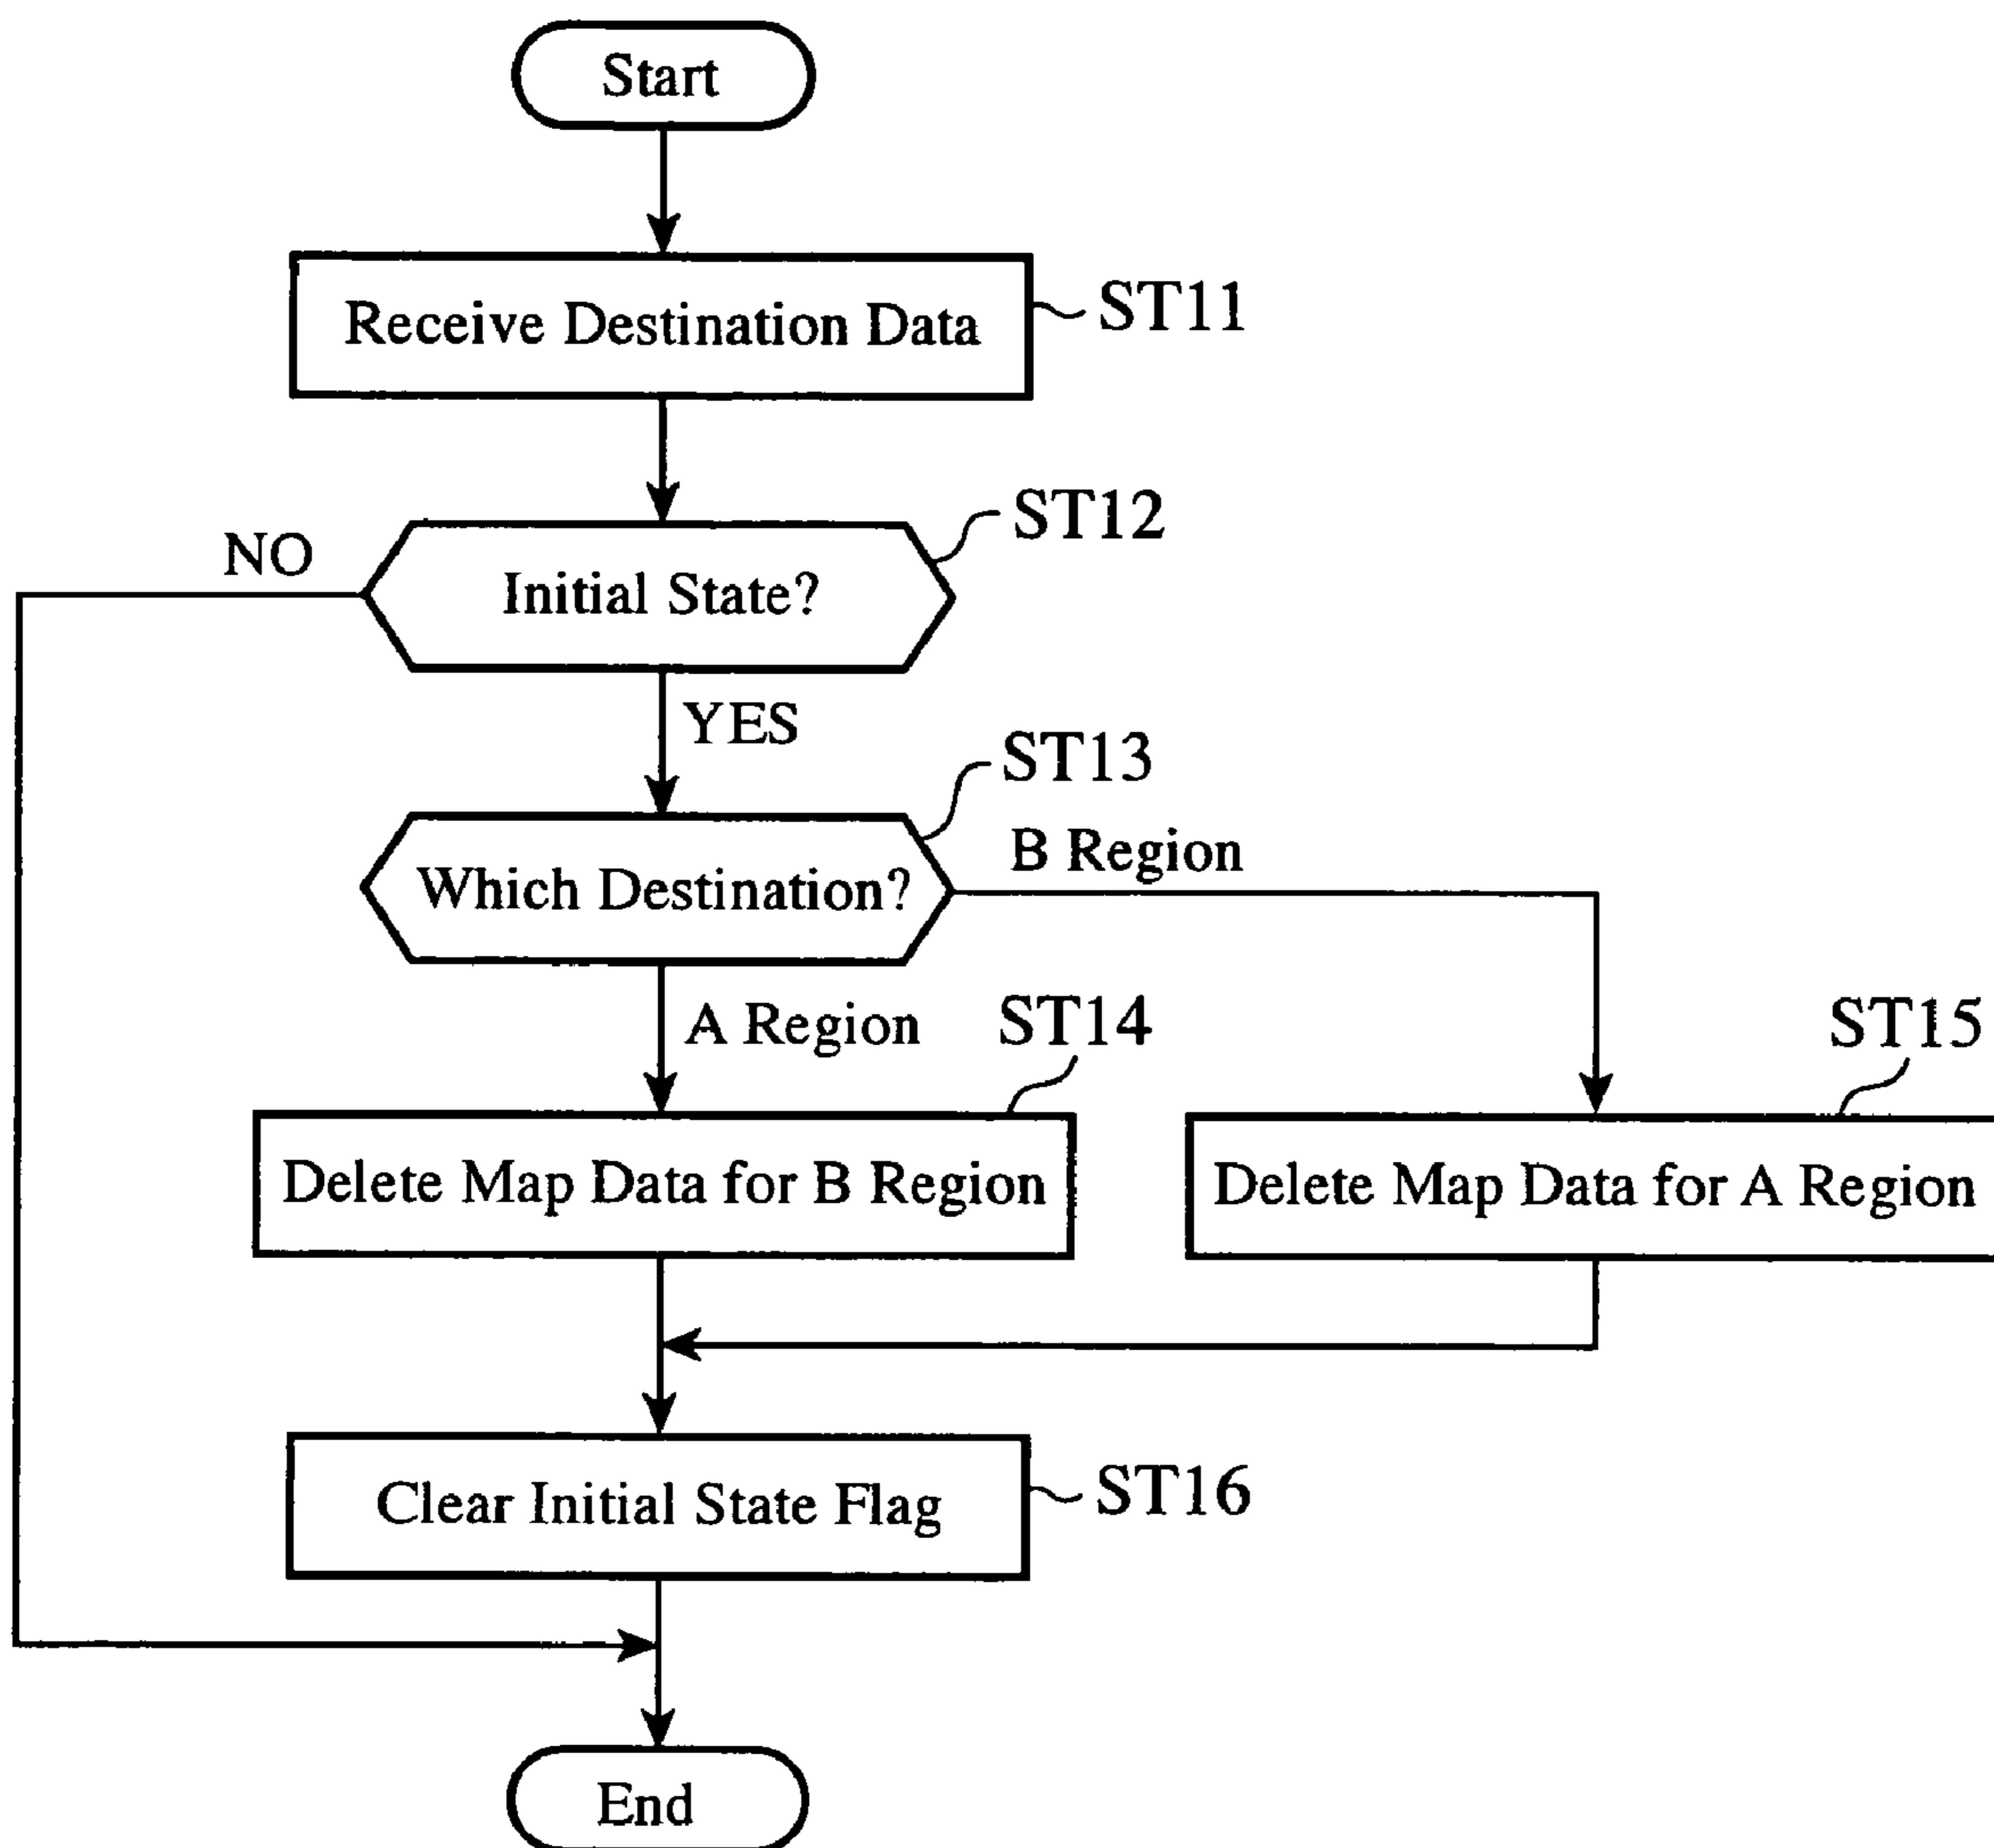 Start
Receive Destination Data
ST11
ST12
NO
Initial State?
YES
ST13
B Region
Which Destination?
A Region
ST14
ST15
Delete Map Data for B Region
Delete Map Data for A Region
Clear Initial State Flag
ST16
End